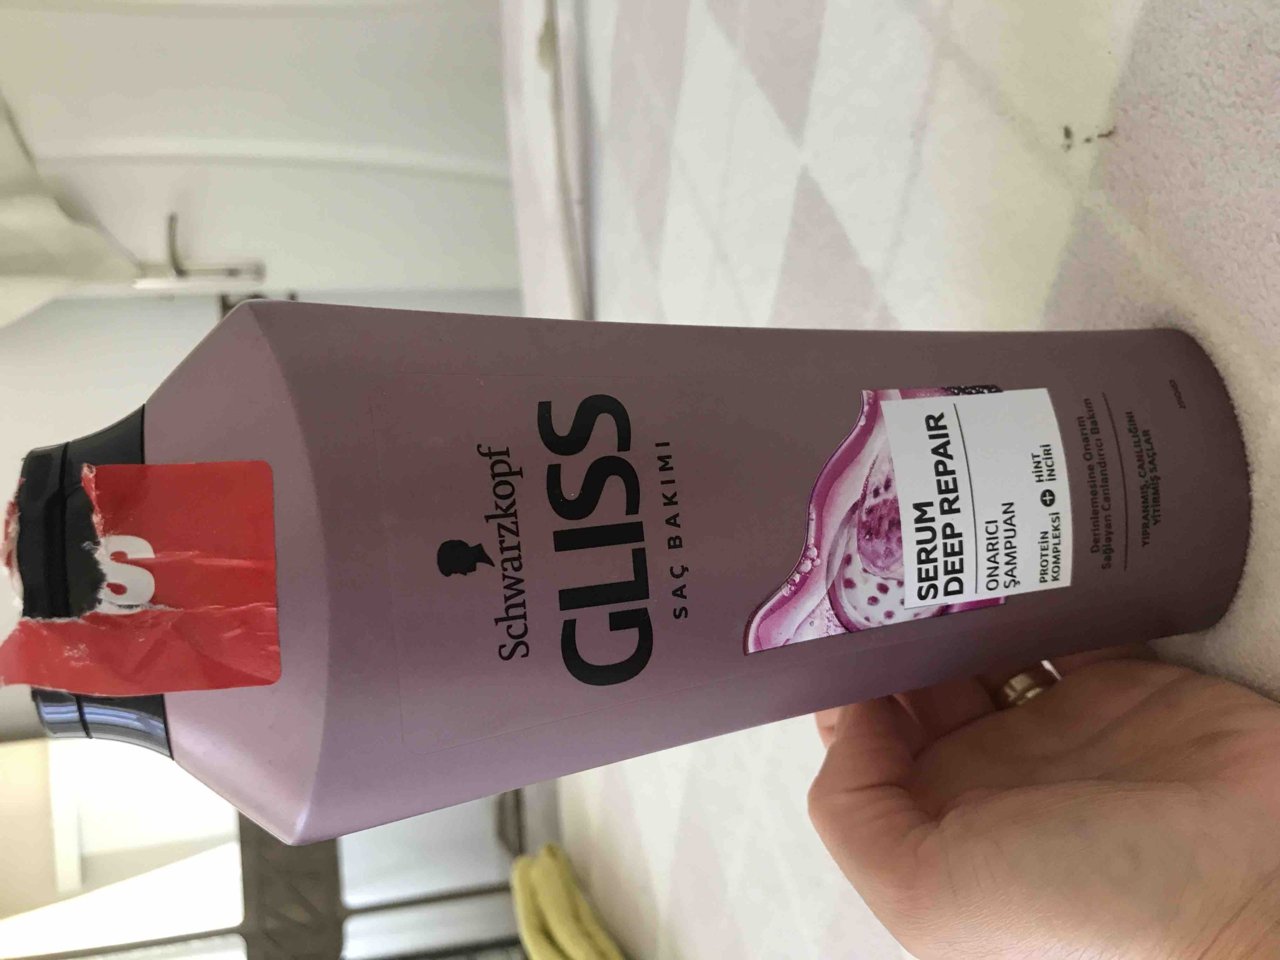 S
Schwarzkopf
GLISS
SAÇ BAKIMI
SERUM
DEEP REPAIR
ONARICI
ŞAMPUAN
PROTEİN
KOMPLEKSİ + HİNT
İNCİRİ
Derinlemesine Onarım
Sağlayan Canlandırıcı Bakım
YIPRANMIŞ, CANLILIĞINI
YİTİRMİŞ SAÇLAR